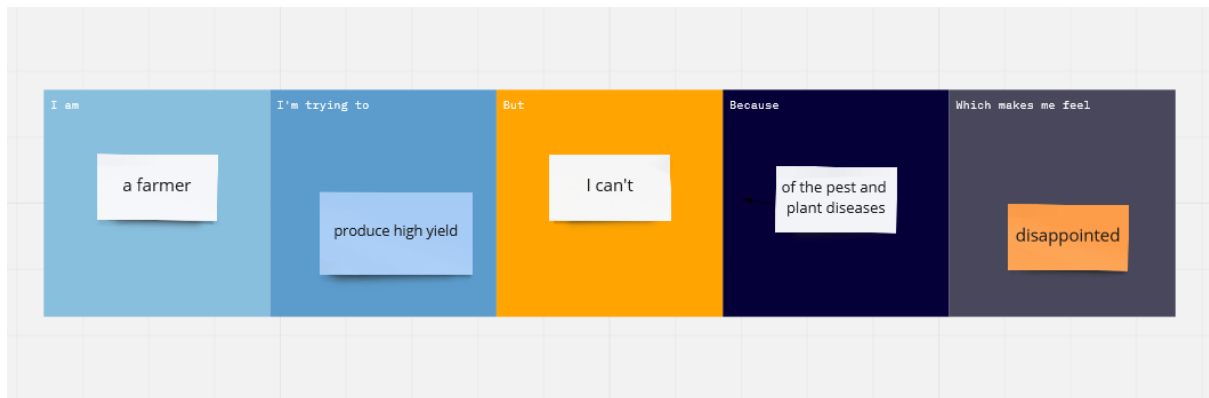 I am
a farmer
I'm trying to
produce high yield
But
I can't
Because
of the pest and
plant diseases
Which makes me feel
disappointed